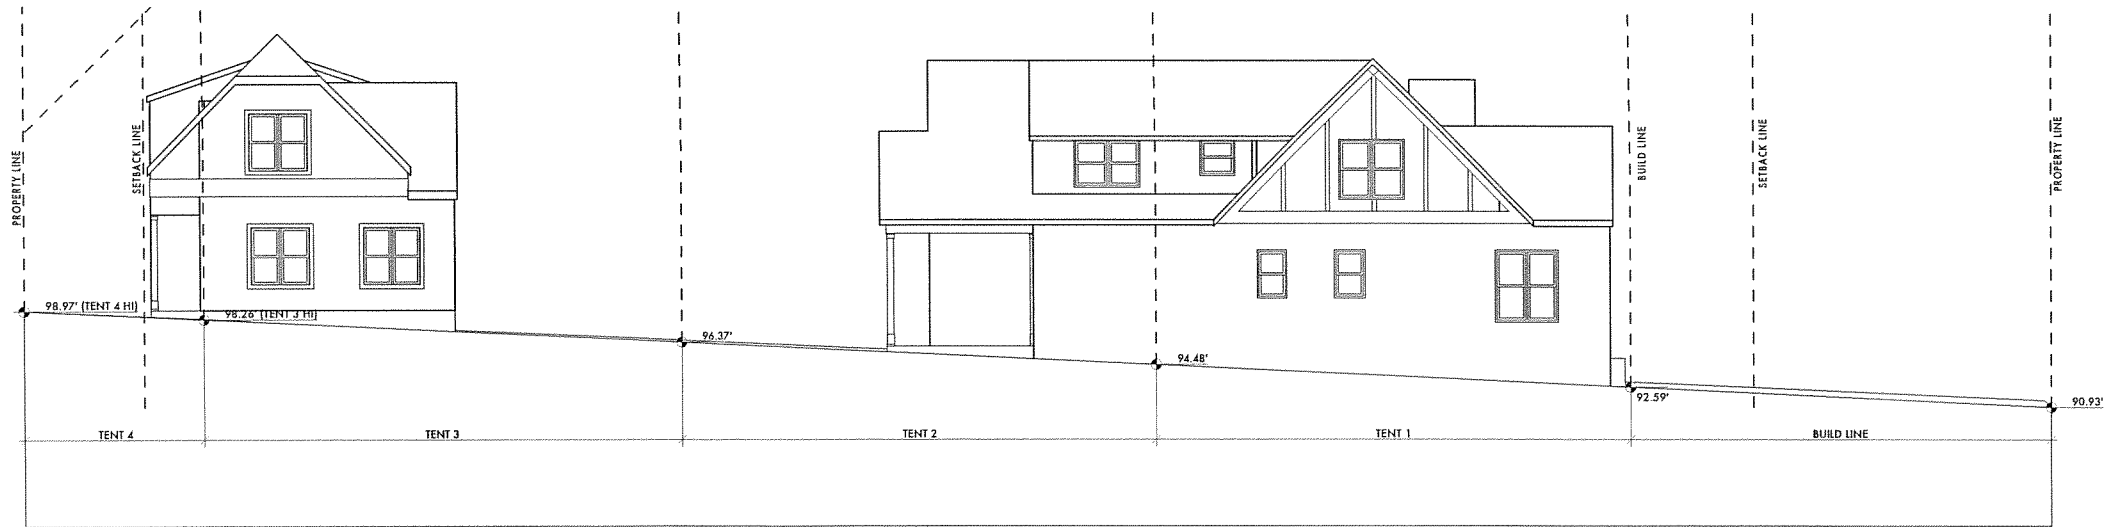 PROPERTY LINE
SETBACK LINE
BUILD LINE
SETBACK LINE
PROPERTY LINE
98.97' (TENT 4 HI)
98.26' (TENT 3 HI)
96.37'
94.48'
92.59'
90.93'
TENT 4
TENT 3
TENT 2
TENT 1
BUILD LINE